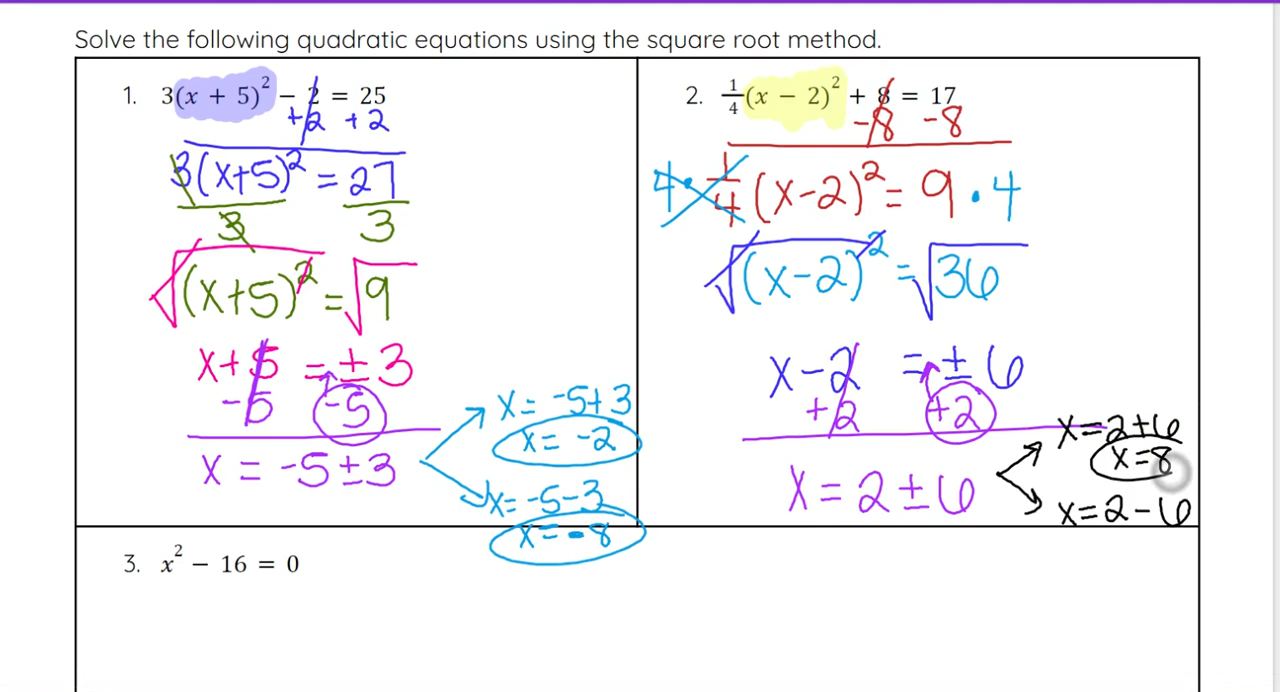 Solve the following quadratic equations using the square root method.
1. 3(x + 5)² − 2 = 25
+2 +2
3(x+5)² = 27
3 3
√(x+5)² = √9
x+5 = ±3
-5 -5
x = -5±3
x = -5+3
x = -2
x = -5-3
x = -8
2. 1/4(x − 2)² + 8 = 17
-8 -8
4· 1/4 (x-2)² = 9·4
√(x-2)² = √36
x-2 = ±6
+2 +2
x = 2±6
x=2+6
x=8
x=2-6
3. x² − 16 = 0